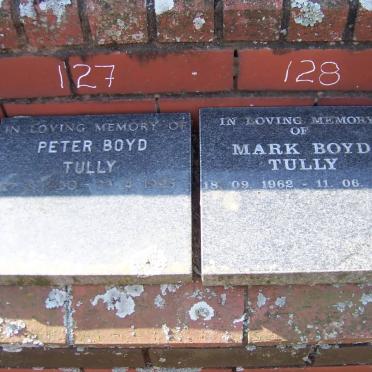 127
128
IN LOVING MEMORY OF
PETER BOYD
TULLY
IN LOVING MEMORY
OF
MARK BOYD
TULLY
18. 09. 1962 - 11. 06.